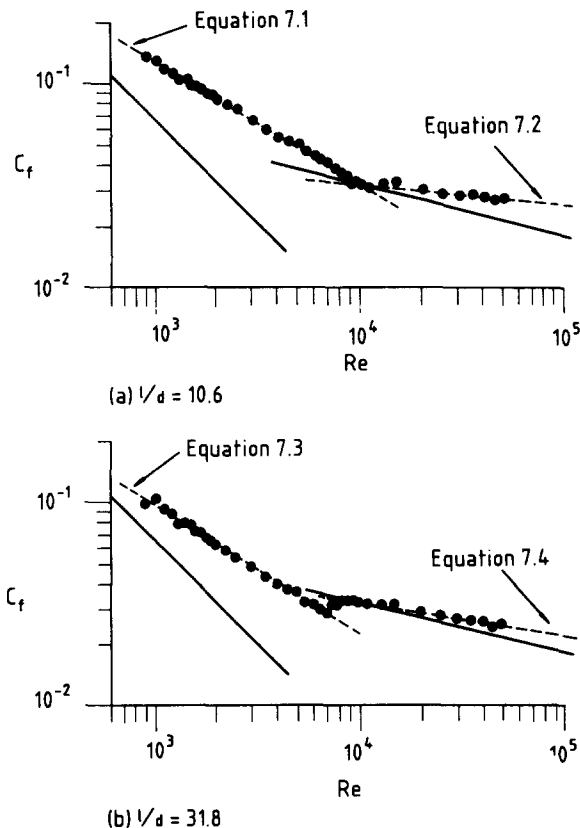 Equation 7.1
10⁻¹
Equation 7.2
C_f
10⁻²
10³
10⁴
10⁵
Re
(a) l/d = 10.6
Equation 7.3
10⁻¹
Equation 7.4
C_f
10⁻²
10³
10⁴
10⁵
Re
(b) l/d = 31.8